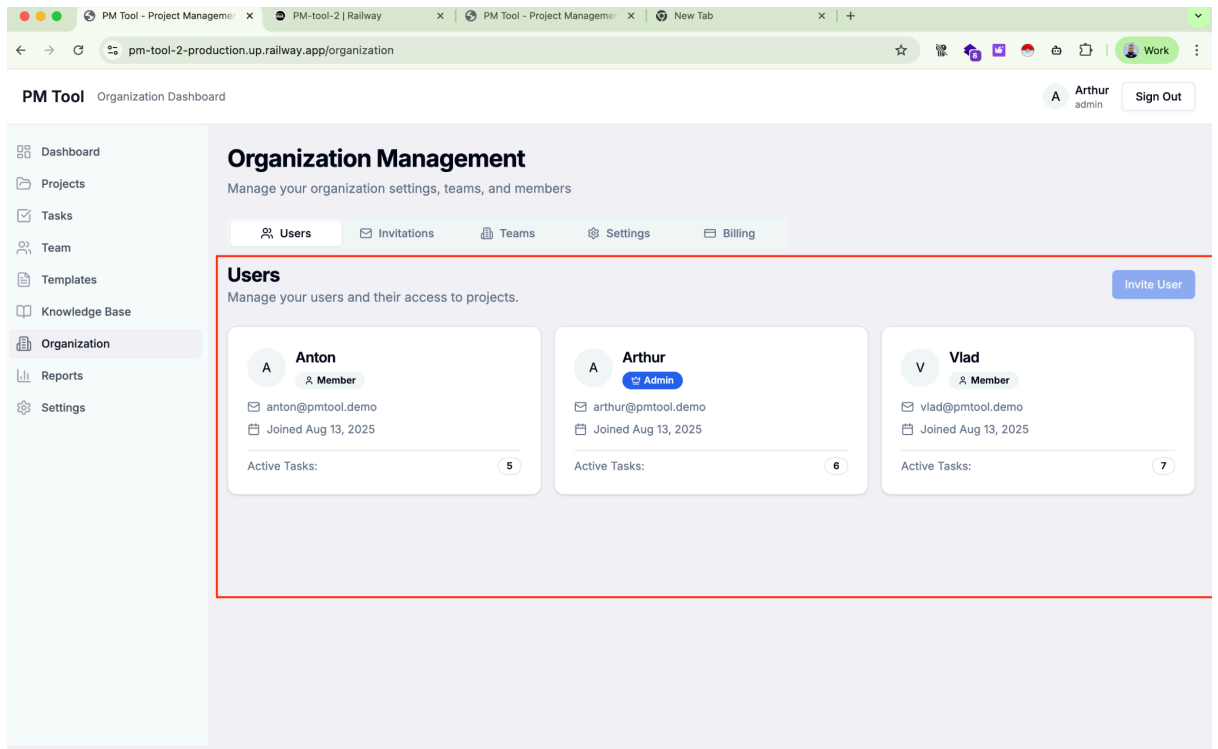 PM Tool - Project Managemer
PM-tool-2 | Railway
PM Tool - Project Managemer
New Tab
pm-tool-2-production.up.railway.app/organization
Work
PM Tool
Organization Dashboard
A
Arthur
admin
Sign Out
Dashboard
Projects
Tasks
Team
Templates
Knowledge Base
Organization
Reports
Settings
Organization Management
Manage your organization settings, teams, and members
Users
Invitations
Teams
Settings
Billing
Users
Manage your users and their access to projects.
Invite User
A
Anton
Member
anton@pmtool.demo
Joined Aug 13, 2025
Active Tasks:
5
A
Arthur
Admin
arthur@pmtool.demo
Joined Aug 13, 2025
Active Tasks:
6
V
Vlad
Member
vlad@pmtool.demo
Joined Aug 13, 2025
Active Tasks:
7